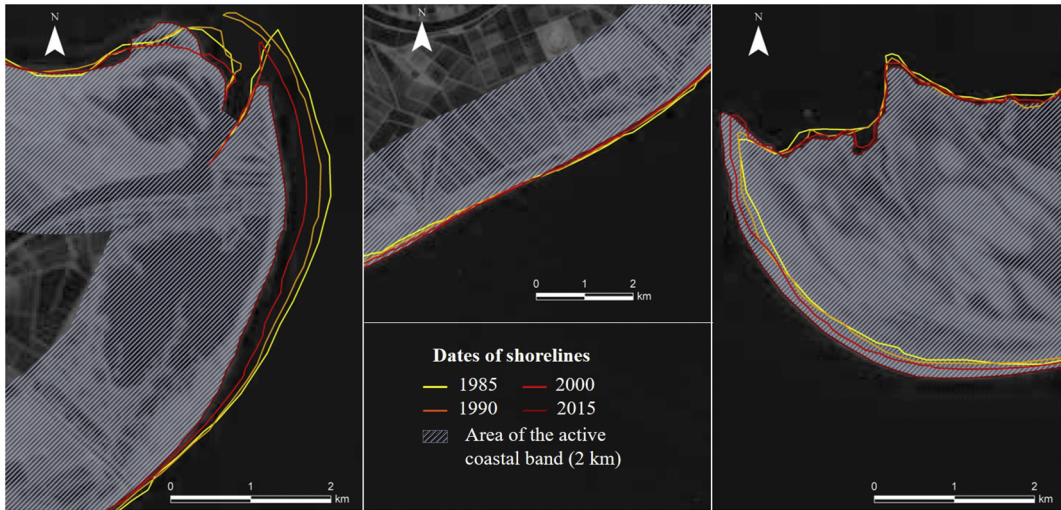 N
0 1 2
km
N
0 1 2
km
Dates of shorelines
1985 2000
1990 2015
Area of the active
coastal band (2 km)
N
0 1 2
km